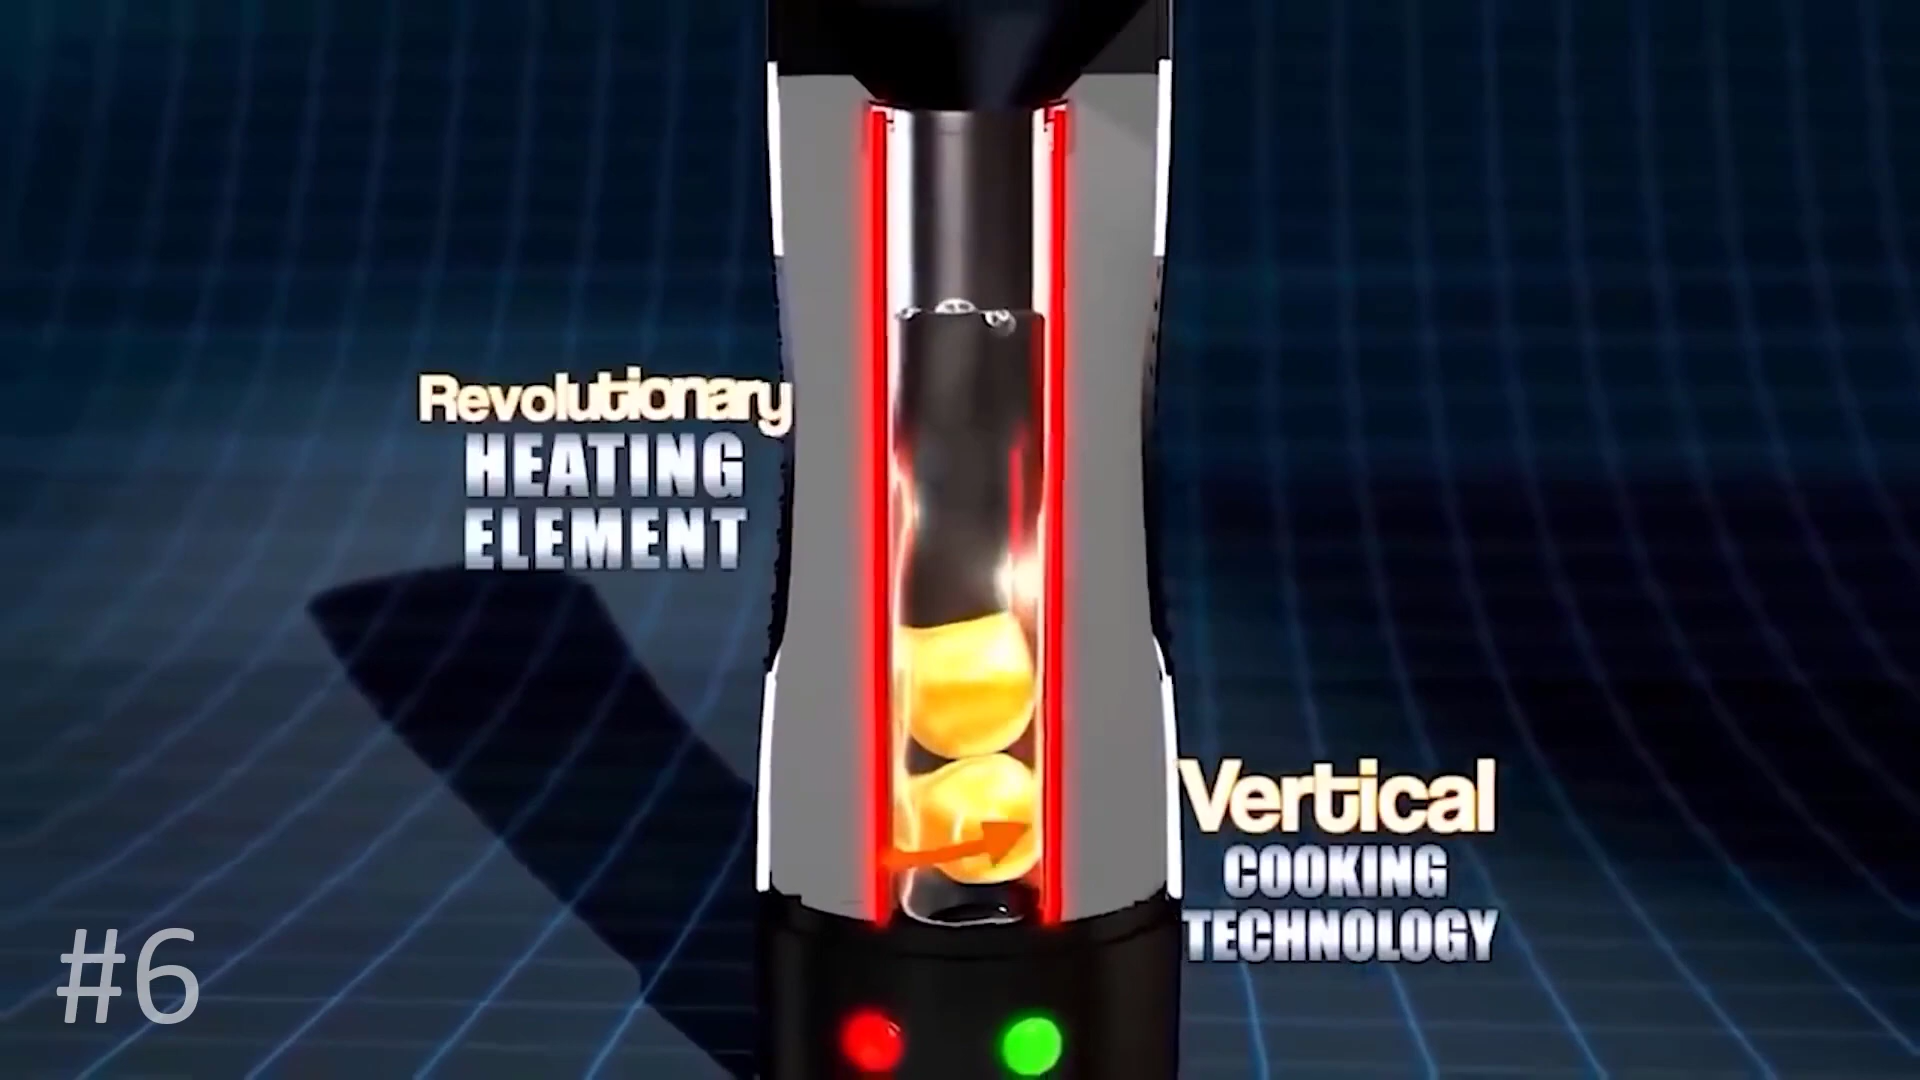 Revolutionary
HEATING
ELEMENT
Vertical
COOKING
TECHNOLOGY
#6